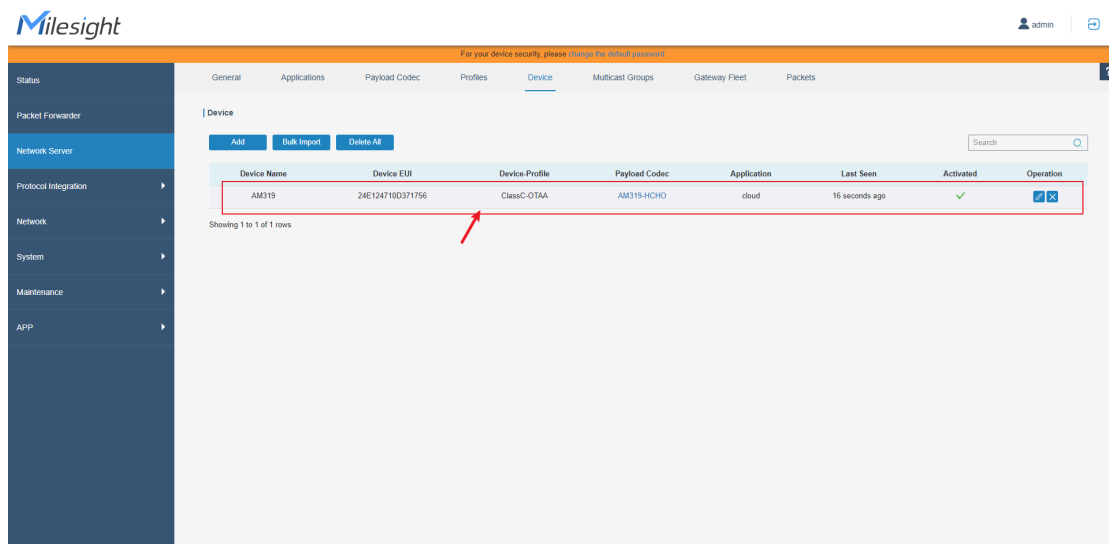 Milesight
admin
For your device security, please change the default password
Status
General Applications Payload Codec Profiles Device Multicast Groups Gateway Fleet Packets
?
Packet Forwarder
Device
Network Server
Add Bulk Import Delete All
Search
Device Name Device EUI Device-Profile Payload Codec Application Last Seen Activated Operation
Protocol Integration
AM319 24E124710D371756 ClassC-OTAA AM319-HCHO cloud 16 seconds ago
Network
Showing 1 to 1 of 1 rows
System
Maintenance
APP